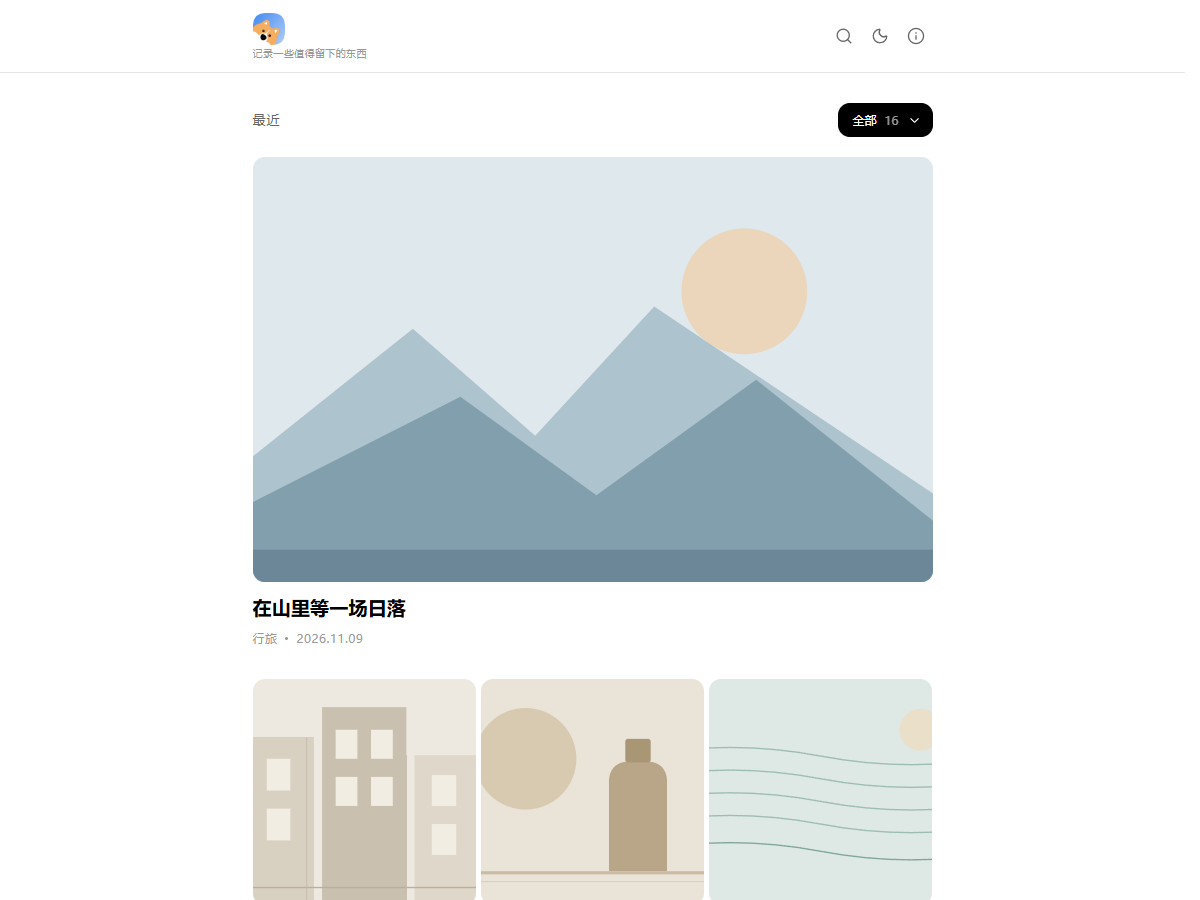 记录一些值得留下的东西
最近
全部 16
在山里等一场日落
行旅 • 2026.11.09